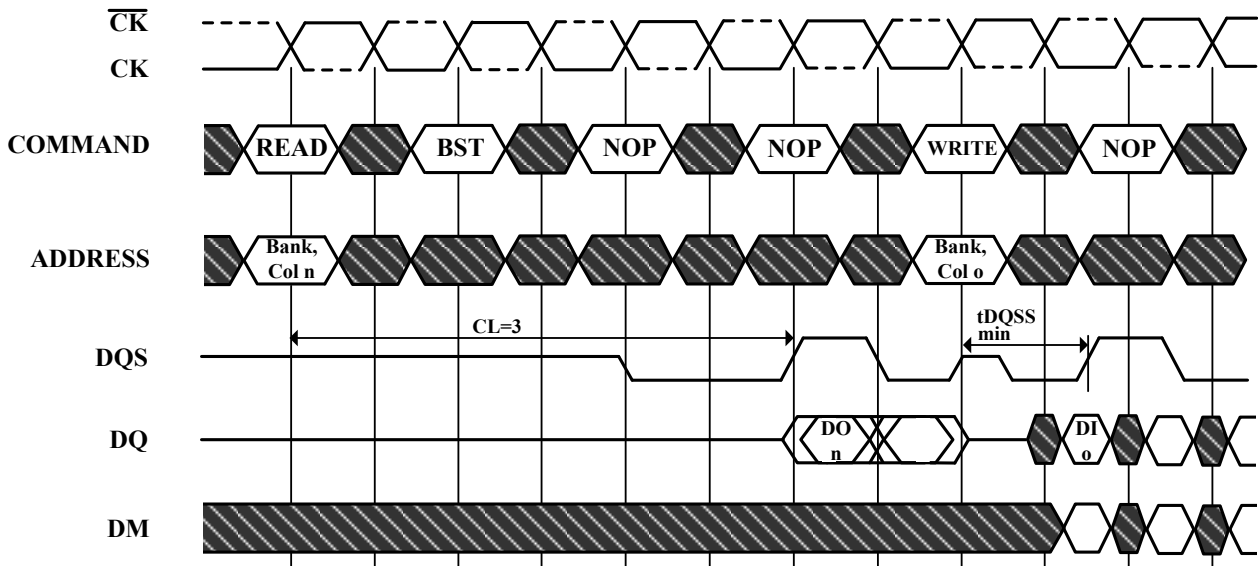 CK
CK
COMMAND
READ
BST
NOP
NOP
WRITE
NOP
ADDRESS
Bank,
Col n
Bank,
Col o
CL=3
tDQSS
min
DQS
DQ
DO
n
DI
o
DM